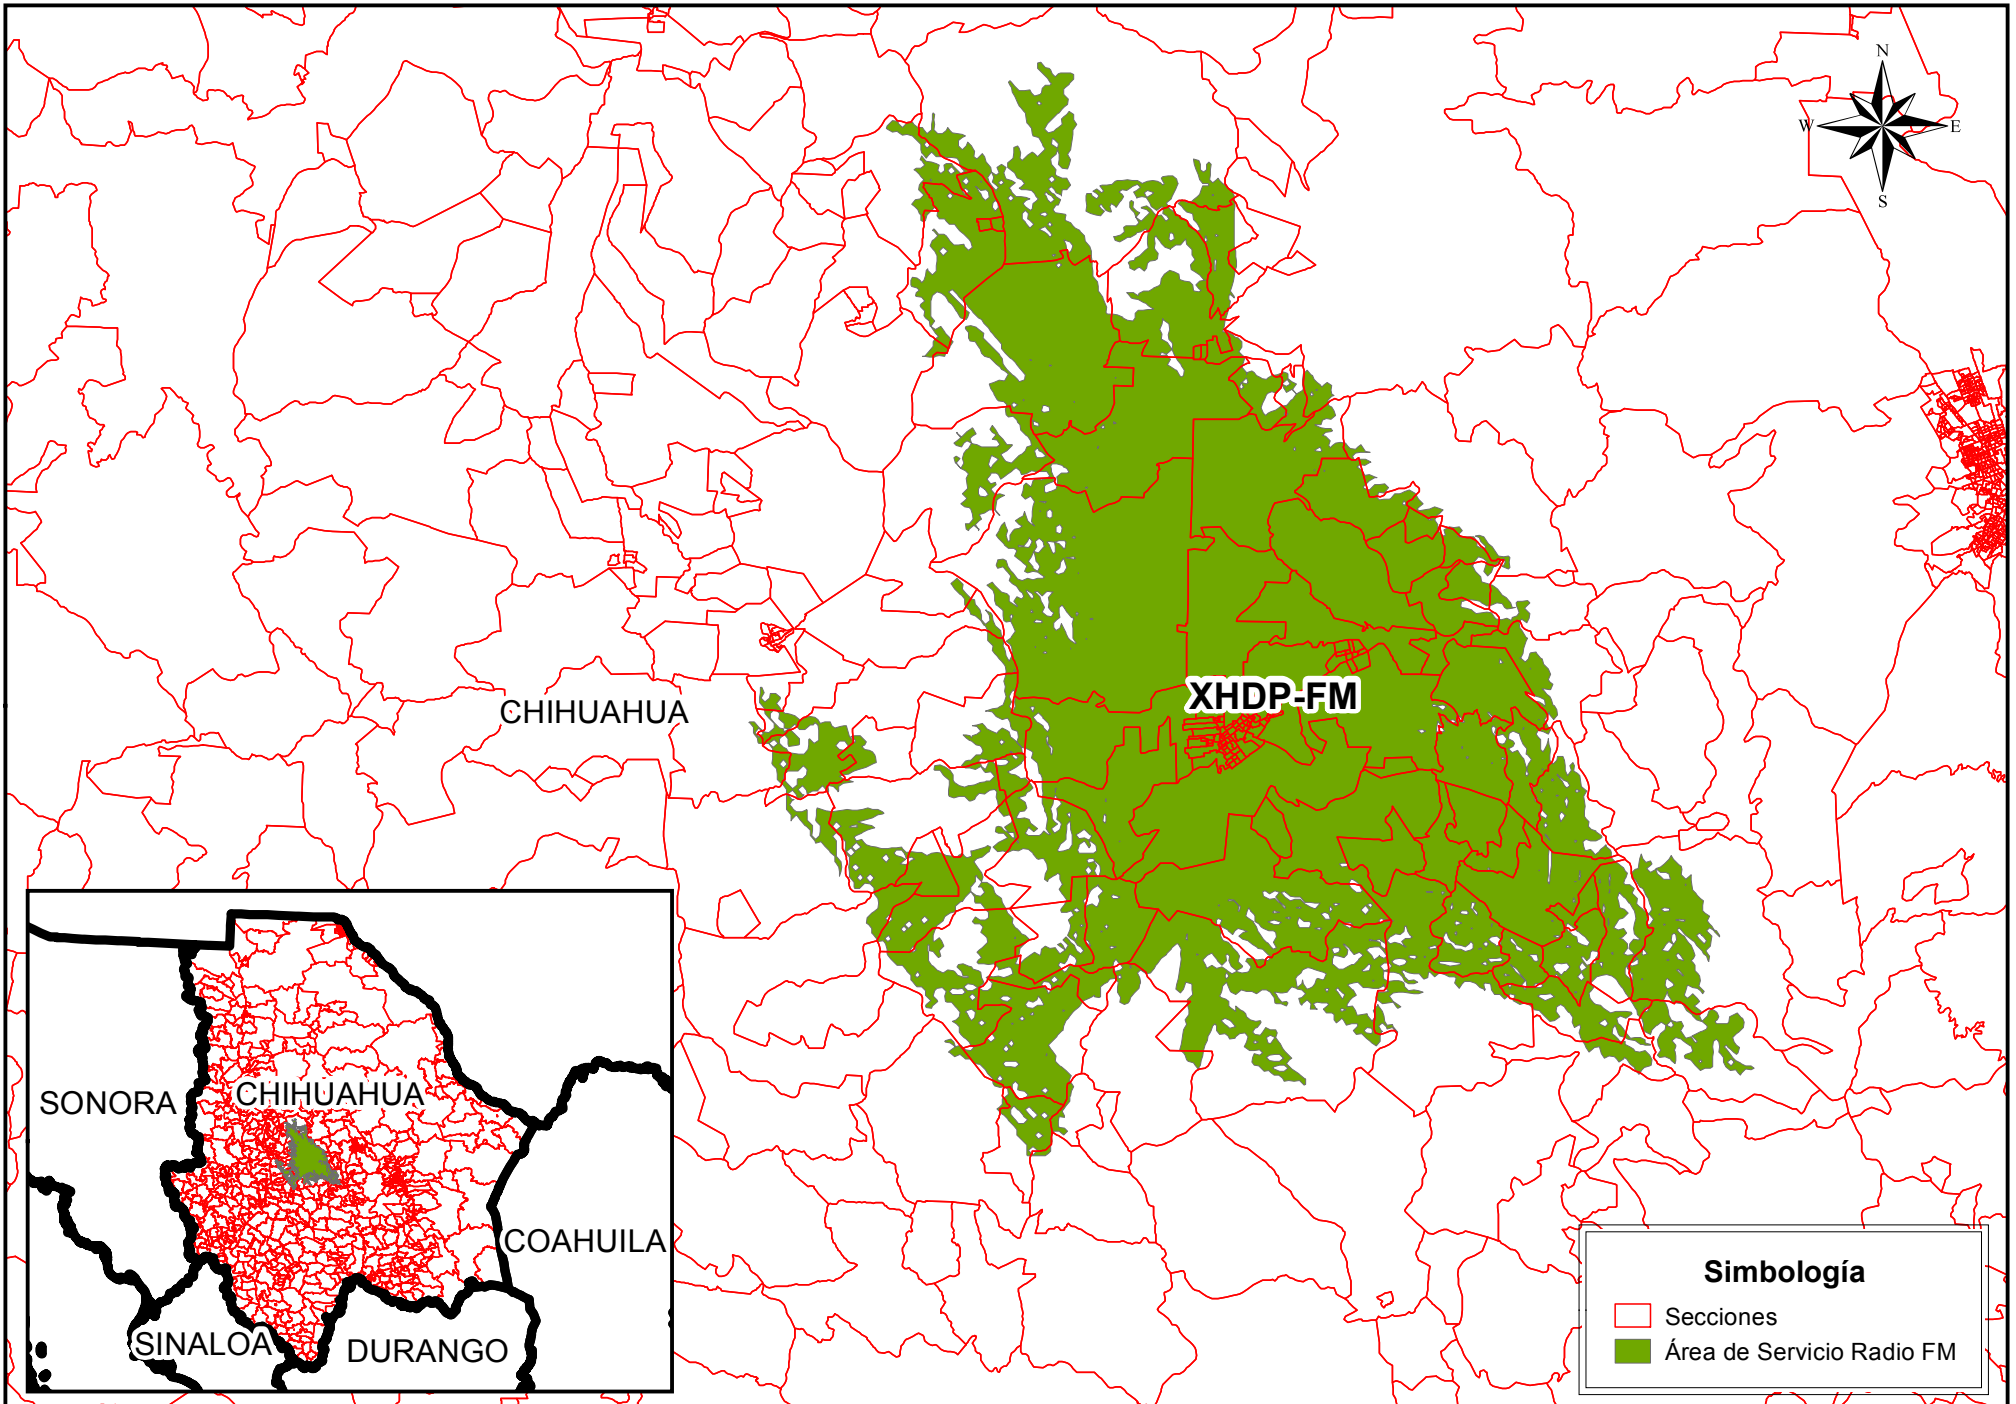 N
W E
S
XHDP-FM
CHIHUAHUA
SONORA
CHIHUAHUA
COAHUILA
SINALOA
DURANGO
Simbología
Secciones
Área de Servicio Radio FM